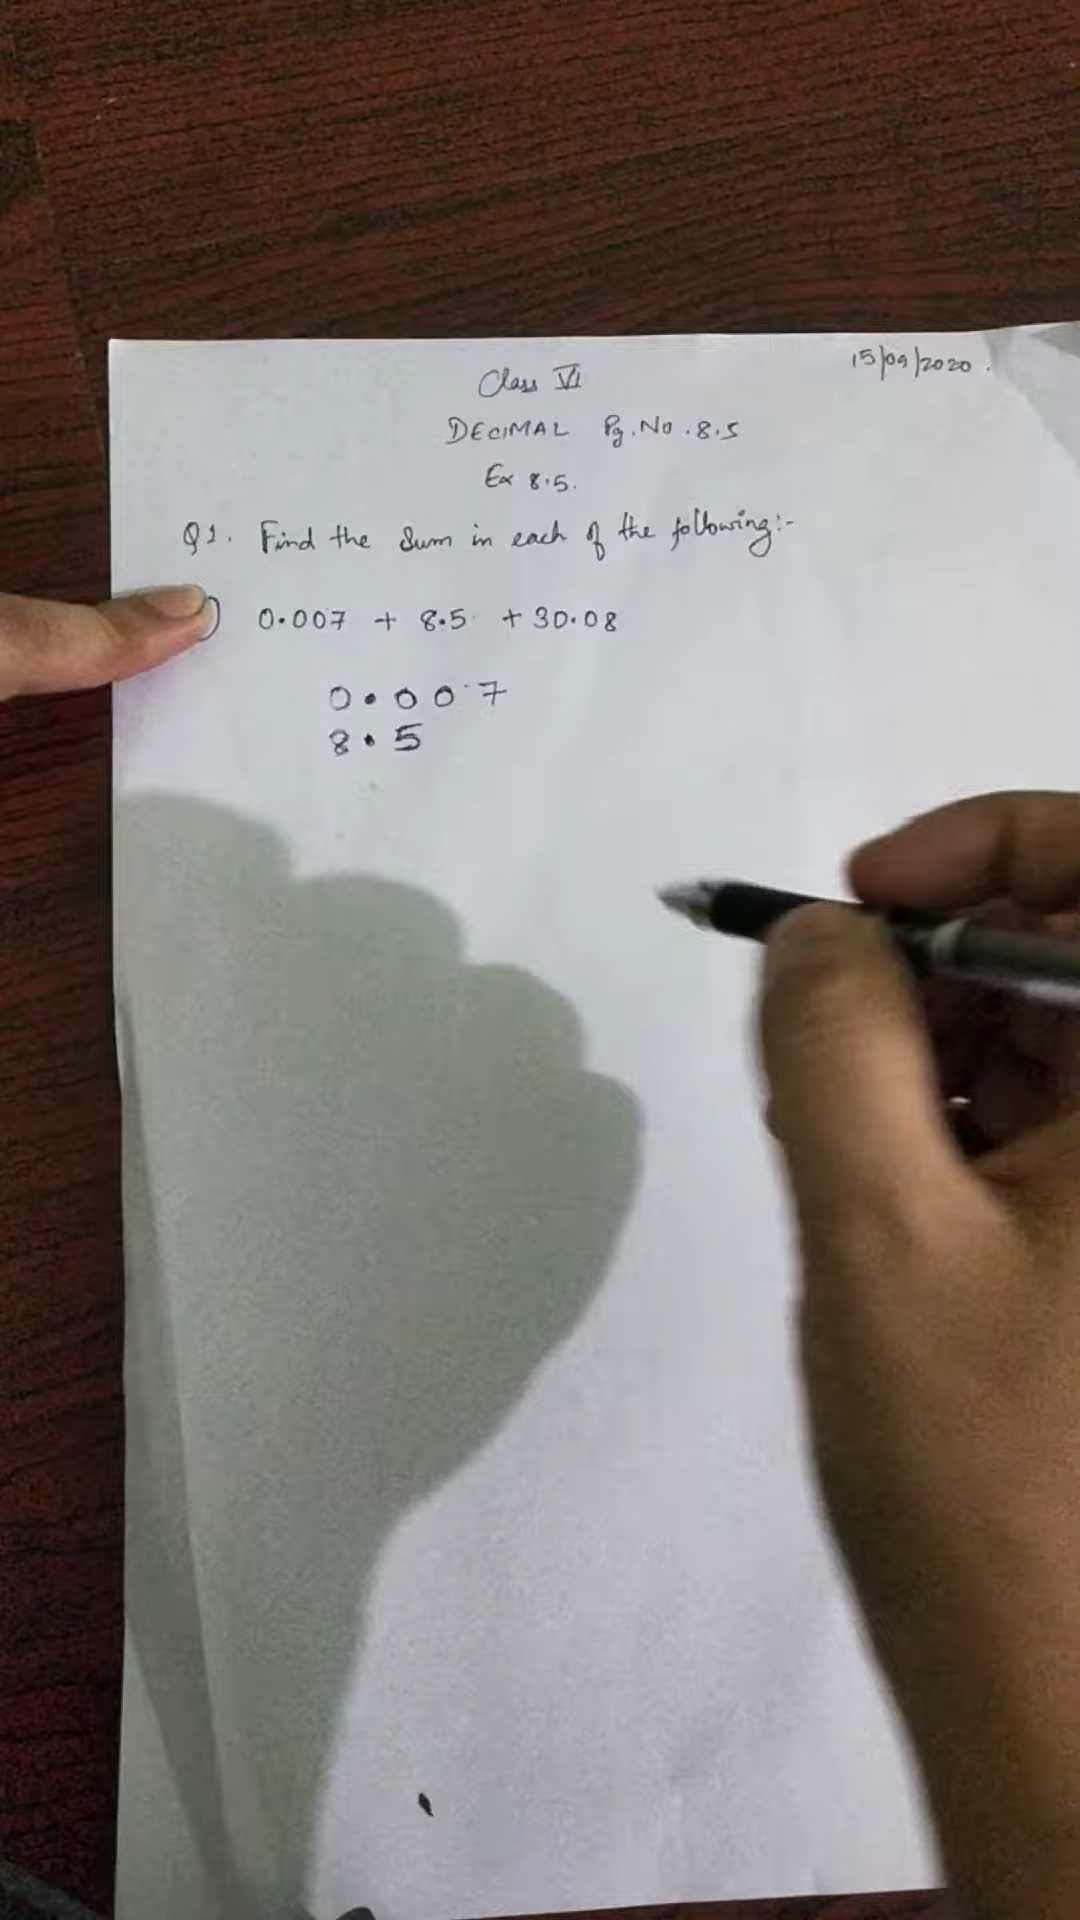 15/09/2020.
Class VI
DECIMAL Pg.No.8.5
Ex 8.5.
Q1. Find the Sum in each of the following:-
0.007 + 8.5 + 30.08
0.007
8.5